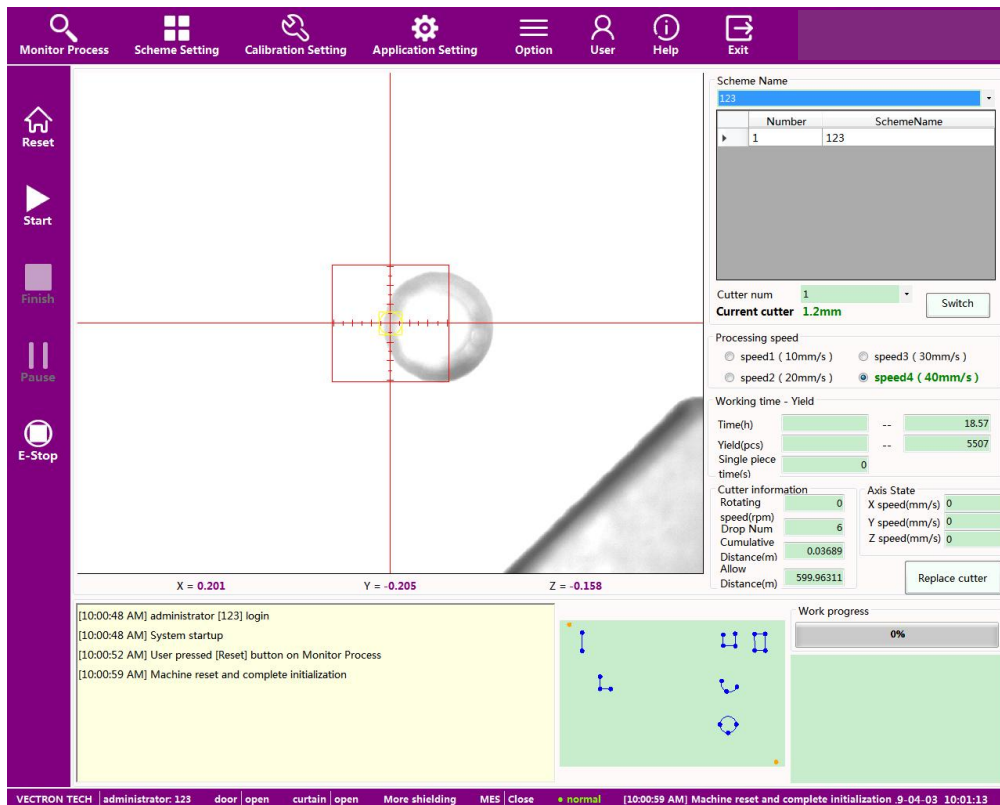 Monitor Process Scheme Setting Calibration Setting Application Setting Option User Help Exit
Reset
Start
Finish
Pause
E-Stop
X = 0.201 Y = -0.205 Z = -0.158
Scheme Name
123
Number SchemeName
1 123
Cutter num 1
Switch
Current cutter 1.2mm
Processing speed
speed1 ( 10mm/s ) speed3 ( 30mm/s )
speed2 ( 20mm/s ) speed4 ( 40mm/s )
Working time - Yield
Time(h) -- 18.57
Yield(pcs) -- 5507
Single piece
time(s) 0
Cutter information
Rotating
speed(rpm) 0
Drop Num 6
Cumulative
Distance(m) 0.03689
Allow
Distance(m) 599.96311
Axis State
X speed(mm/s) 0
Y speed(mm/s) 0
Z speed(mm/s) 0
Replace cutter
[10:00:48 AM] administrator [123] login
[10:00:48 AM] System startup
[10:00:52 AM] User pressed [Reset] button on Monitor Process
[10:00:59 AM] Machine reset and complete initialization
Work progress
0%
VECTRON TECH administrator: 123 door open curtain open More shielding MES Close normal [10:00:59 AM] Machine reset and complete initialization 9-04-03 10:01:13